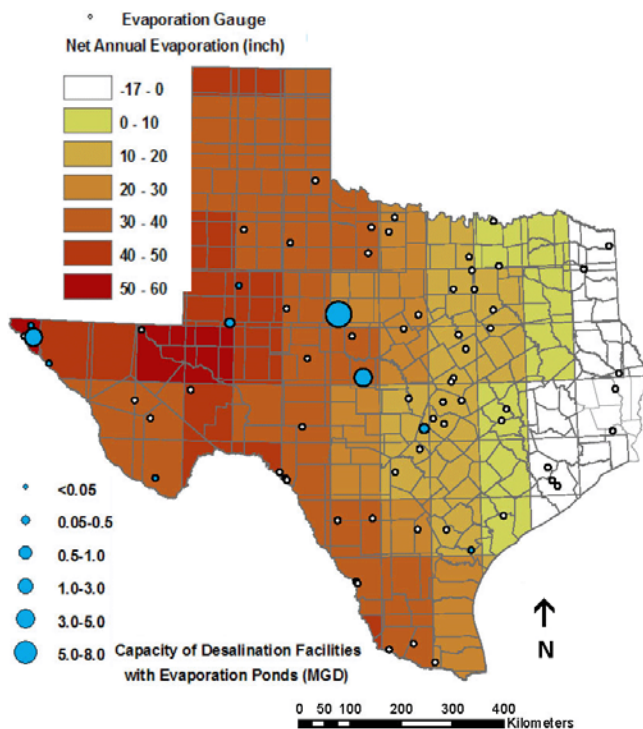 Evaporation Gauge
Net Annual Evaporation (inch)
-17 - 0
0 - 10
10 - 20
20 - 30
30 - 40
40 - 50
50 - 60
<0.05
0.05-0.5
0.5-1.0
1.0-3.0
3.0-5.0
5.0-8.0
Capacity of Desalination Facilities
with Evaporation Ponds (MGD)
N
0 50 100 200 300 400
Kilometers